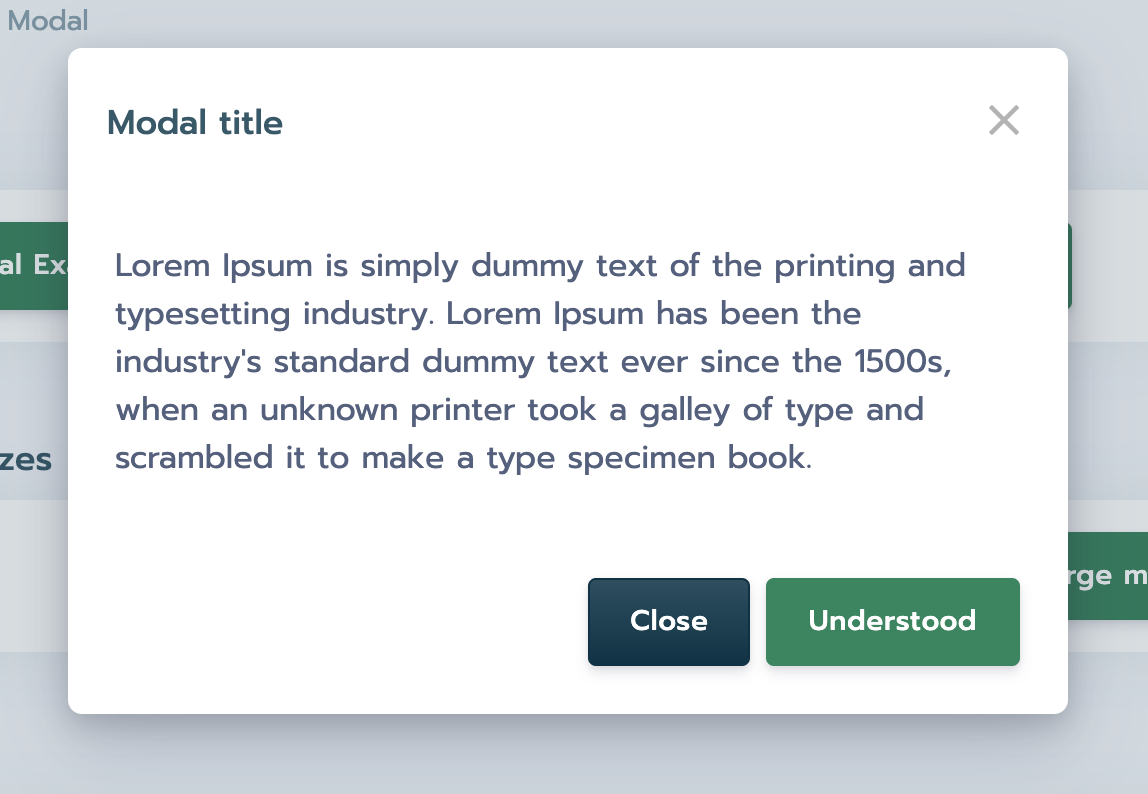 Modal
Modal title
Lorem Ipsum is simply dummy text of the printing and
typesetting industry. Lorem Ipsum has been the
industry's standard dummy text ever since the 1500s,
when an unknown printer took a galley of type and
scrambled it to make a type specimen book.
Close
Understood